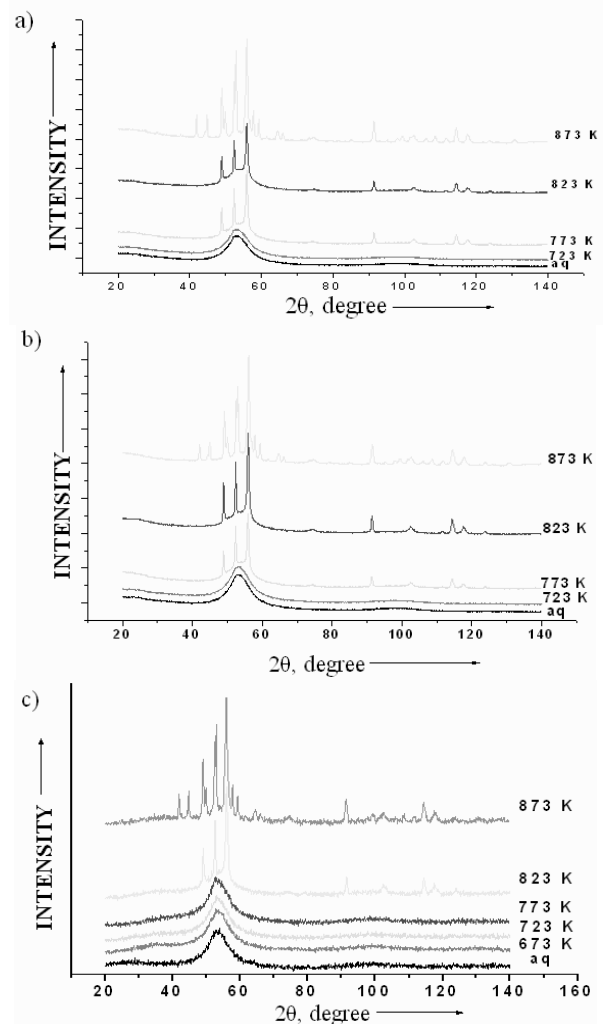 a)
INTENSITY
873 K
823 K
773 K
723 K
aq
20 40 60 80 100 120 140
2θ, degree
b)
INTENSITY
873 K
823 K
773 K
723 K
aq
20 40 60 80 100 120 140
2θ, degree
c)
INTENSITY
873 K
823 K
773 K
723 K
673 K
aq
20 40 60 80 100 120 140 160
2θ, degree